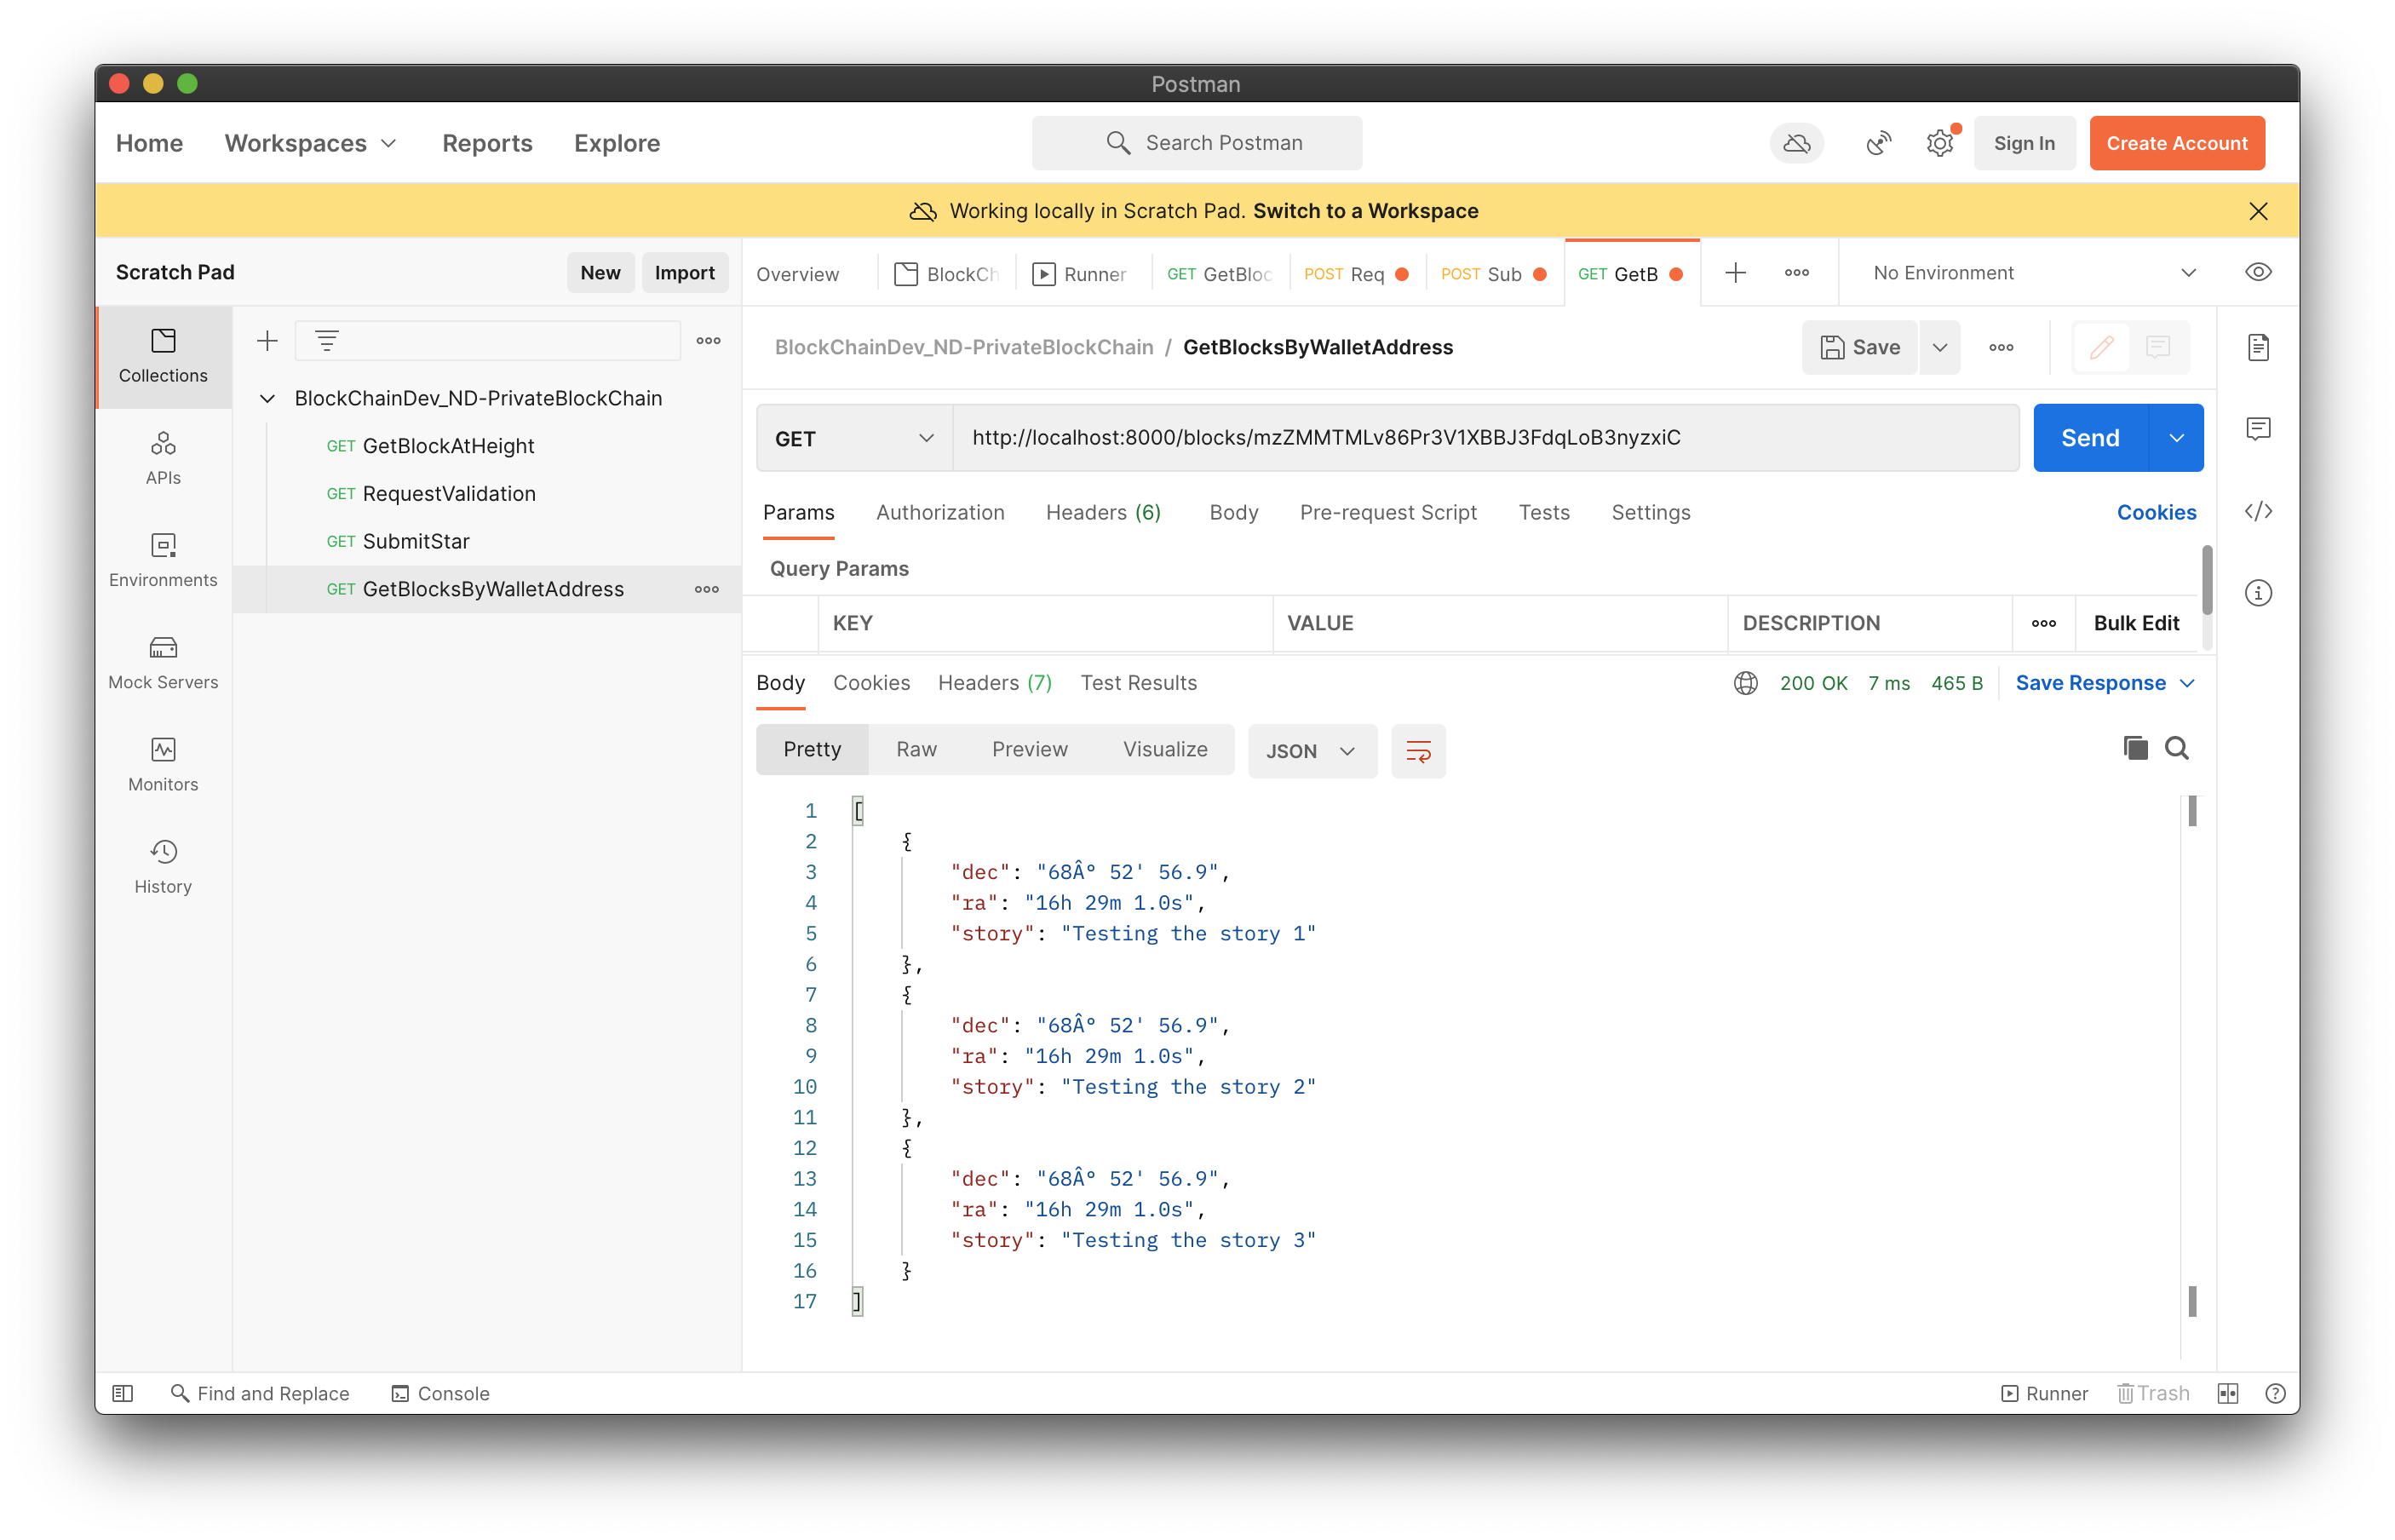 Postman
Home Workspaces Reports Explore Search Postman Sign In Create Account
Working locally in Scratch Pad. Switch to a Workspace
Scratch Pad New Import Overview BlockCh Runner GET GetBloc POST Req POST Sub GET GetB No Environment
Collections
APIs
Environments
Mock Servers
Monitors
History
BlockChainDev_ND-PrivateBlockChain
GET GetBlockAtHeight
GET RequestValidation
GET SubmitStar
GET GetBlocksByWalletAddress
BlockChainDev_ND-PrivateBlockChain / GetBlocksByWalletAddress Save
GET http://localhost:8000/blocks/mzZMMTMLv86Pr3V1XBBJ3FdqLoB3nyzxiC Send
Params Authorization Headers (6) Body Pre-request Script Tests Settings Cookies
Query Params
KEY VALUE DESCRIPTION Bulk Edit
Body Cookies Headers (7) Test Results 200 OK 7 ms 465 B Save Response
Pretty Raw Preview Visualize JSON
1 [
2 {
3 "dec": "68Â° 52' 56.9",
4 "ra": "16h 29m 1.0s",
5 "story": "Testing the story 1"
6 },
7 {
8 "dec": "68Â° 52' 56.9",
9 "ra": "16h 29m 1.0s",
10 "story": "Testing the story 2"
11 },
12 {
13 "dec": "68Â° 52' 56.9",
14 "ra": "16h 29m 1.0s",
15 "story": "Testing the story 3"
16 }
17 ]
Find and Replace Console Runner Trash